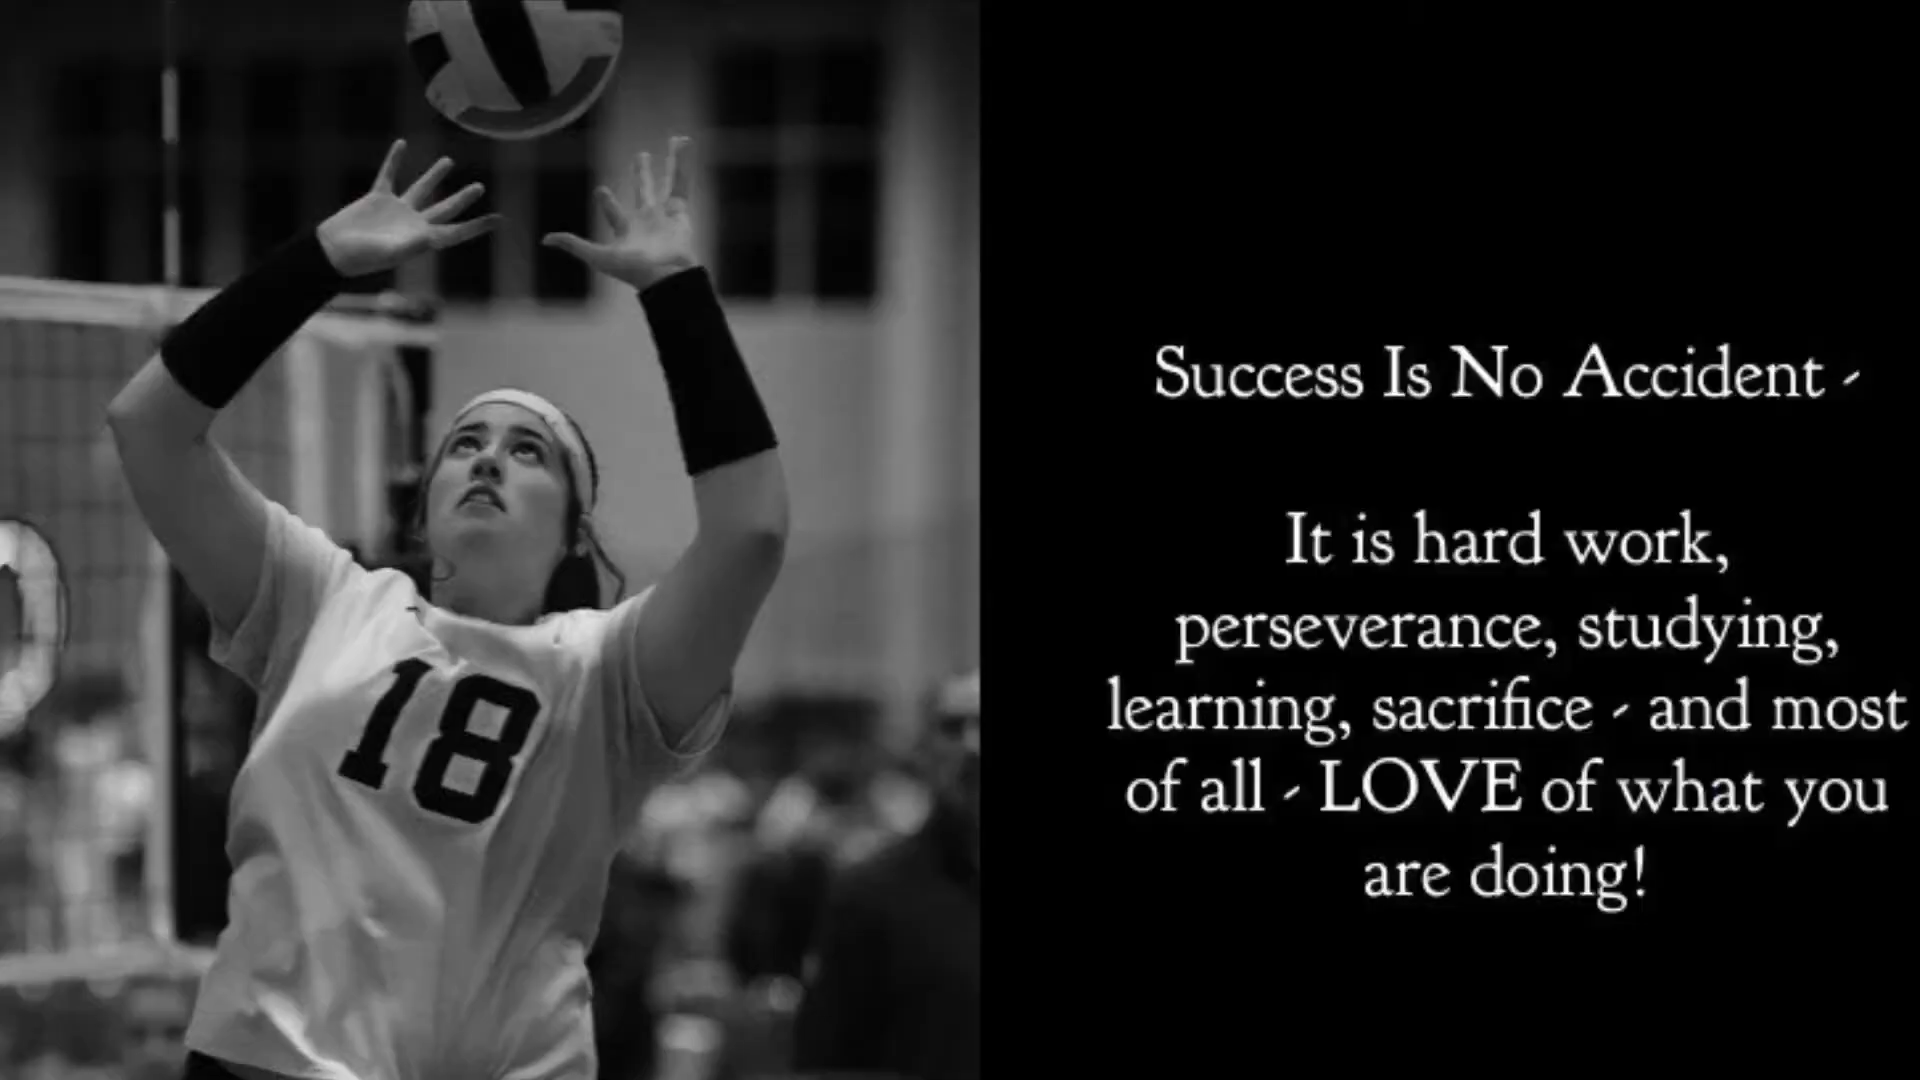 18
Success Is No Accident -
It is hard work,
perseverance, studying,
learning, sacrifice - and most
of all - LOVE of what you
are doing!